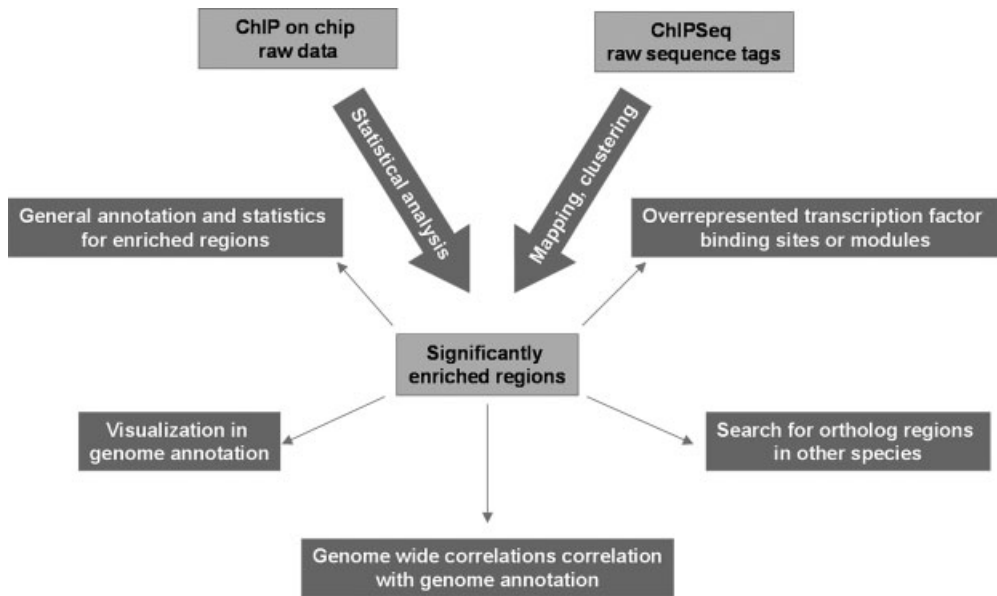 ChIP on chip
raw data
ChIPSeq
raw sequence tags
Statistical analysis
Mapping, clustering
General annotation and statistics
for enriched regions
Overrepresented transcription factor
binding sites or modules
Significantly
enriched regions
Visualization in
genome annotation
Search for ortholog regions
in other species
Genome wide correlations correlation
with genome annotation